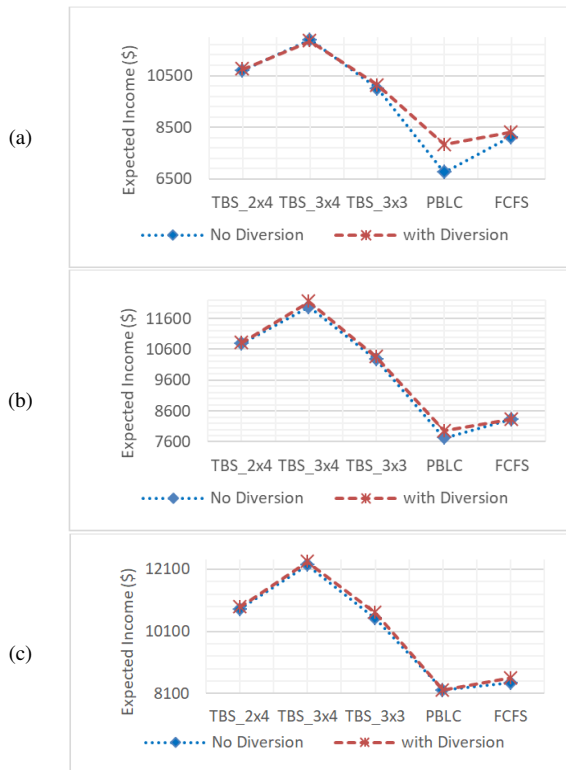 (a)
Expected Income ($)
10500
8500
6500
TBS_2x4 TBS_3x4 TBS_3x3 PBLC FCFS
No Diversion with Diversion
(b)
Expected Income ($)
11600
10600
9600
8600
7600
TBS_2x4 TBS_3x4 TBS_3x3 PBLC FCFS
No Diversion with Diversion
(c)
Expected Income ($)
12100
10100
8100
TBS_2x4 TBS_3x4 TBS_3x3 PBLC FCFS
No Diversion with Diversion